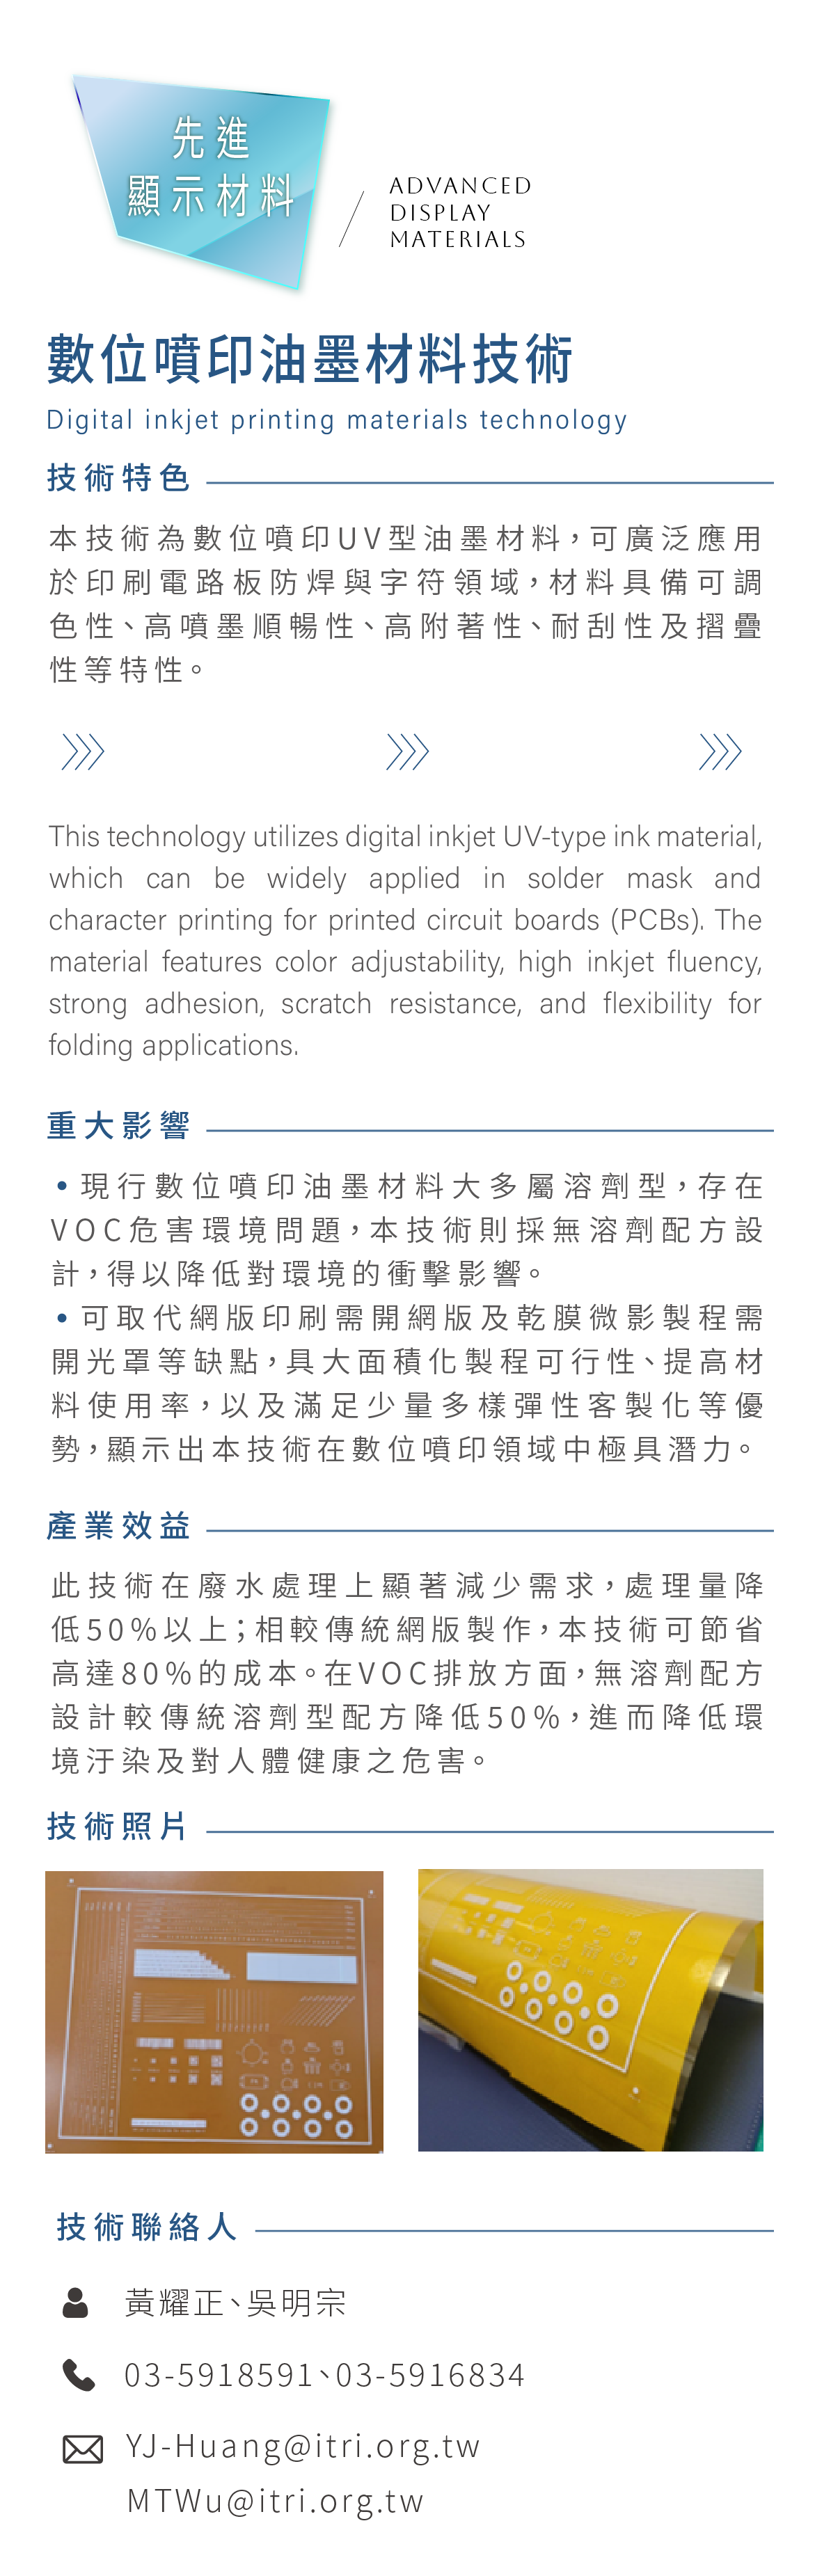 先進
顯示材料
ADVANCED
DISPLAY
MATERIALS
數位噴印油墨材料技術
Digital inkjet printing materials technology
技術特色
本技術為數位噴印UV型油墨材料，可廣泛應用
於印刷電路板防焊與字符領域，材料具備可調
色性、高噴墨順暢性、高附著性、耐刮性及摺疊
性等特性。
This technology utilizes digital inkjet UV-type ink material,
which can be widely applied in solder mask and
character printing for printed circuit boards (PCBs). The
material features color adjustability, high inkjet fluency,
strong adhesion, scratch resistance, and flexibility for
folding applications.
重大影響
• 現行數位噴印油墨材料大多屬溶劑型，存在
VOC危害環境問題，本技術則採無溶劑配方設
計，得以降低對環境的衝擊影響。
• 可取代網版印刷需開網版及乾膜微影製程需
開光罩等缺點，具大面積化製程可行性、提高材
料使用率，以及滿足少量多樣彈性客製化等優
勢，顯示出本技術在數位噴印領域中極具潛力。
產業效益
此技術在廢水處理上顯著減少需求，處理量降
低50%以上；相較傳統網版製作，本技術可節省
高達80%的成本。在VOC排放方面，無溶劑配方
設計較傳統溶劑型配方降低50%，進而降低環
境汙染及對人體健康之危害。
技術照片
技術聯絡人
黃耀正、吳明宗
03-5918591、03-5916834
YJ-Huang@itri.org.tw
MTWu@itri.org.tw